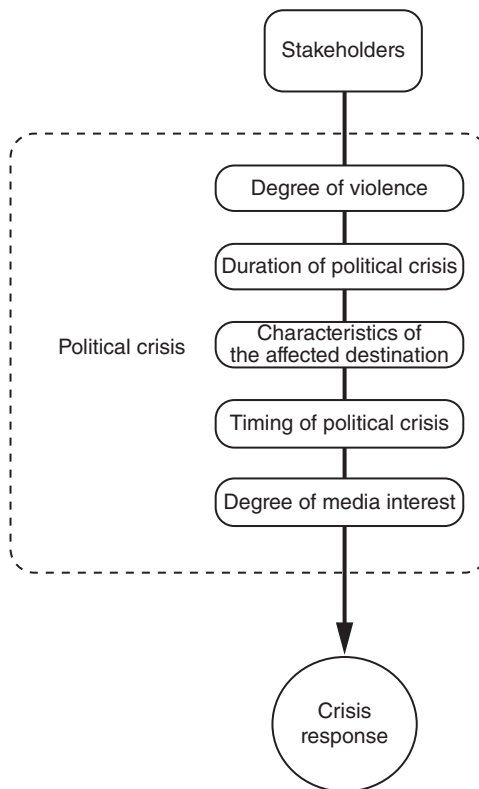 Stakeholders
Degree of violence
Duration of political crisis
Political crisis
Characteristics of
the affected destination
Timing of political crisis
Degree of media interest
Crisis
response